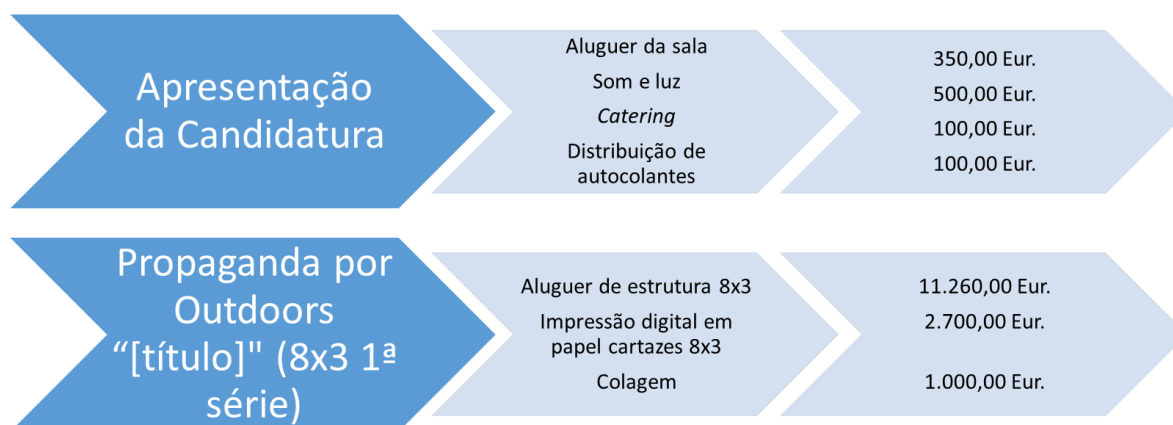 Apresentação
da Candidatura
Aluguer da sala
Som e luz
Catering
Distribuição de
autocolantes
350,00 Eur.
500,00 Eur.
100,00 Eur.
100,00 Eur.
Propaganda por
Outdoors
“[título]" (8x3 1ª
série)
Aluguer de estrutura 8x3
Impressão digital em
papel cartazes 8x3
Colagem
11.260,00 Eur.
2.700,00 Eur.
1.000,00 Eur.